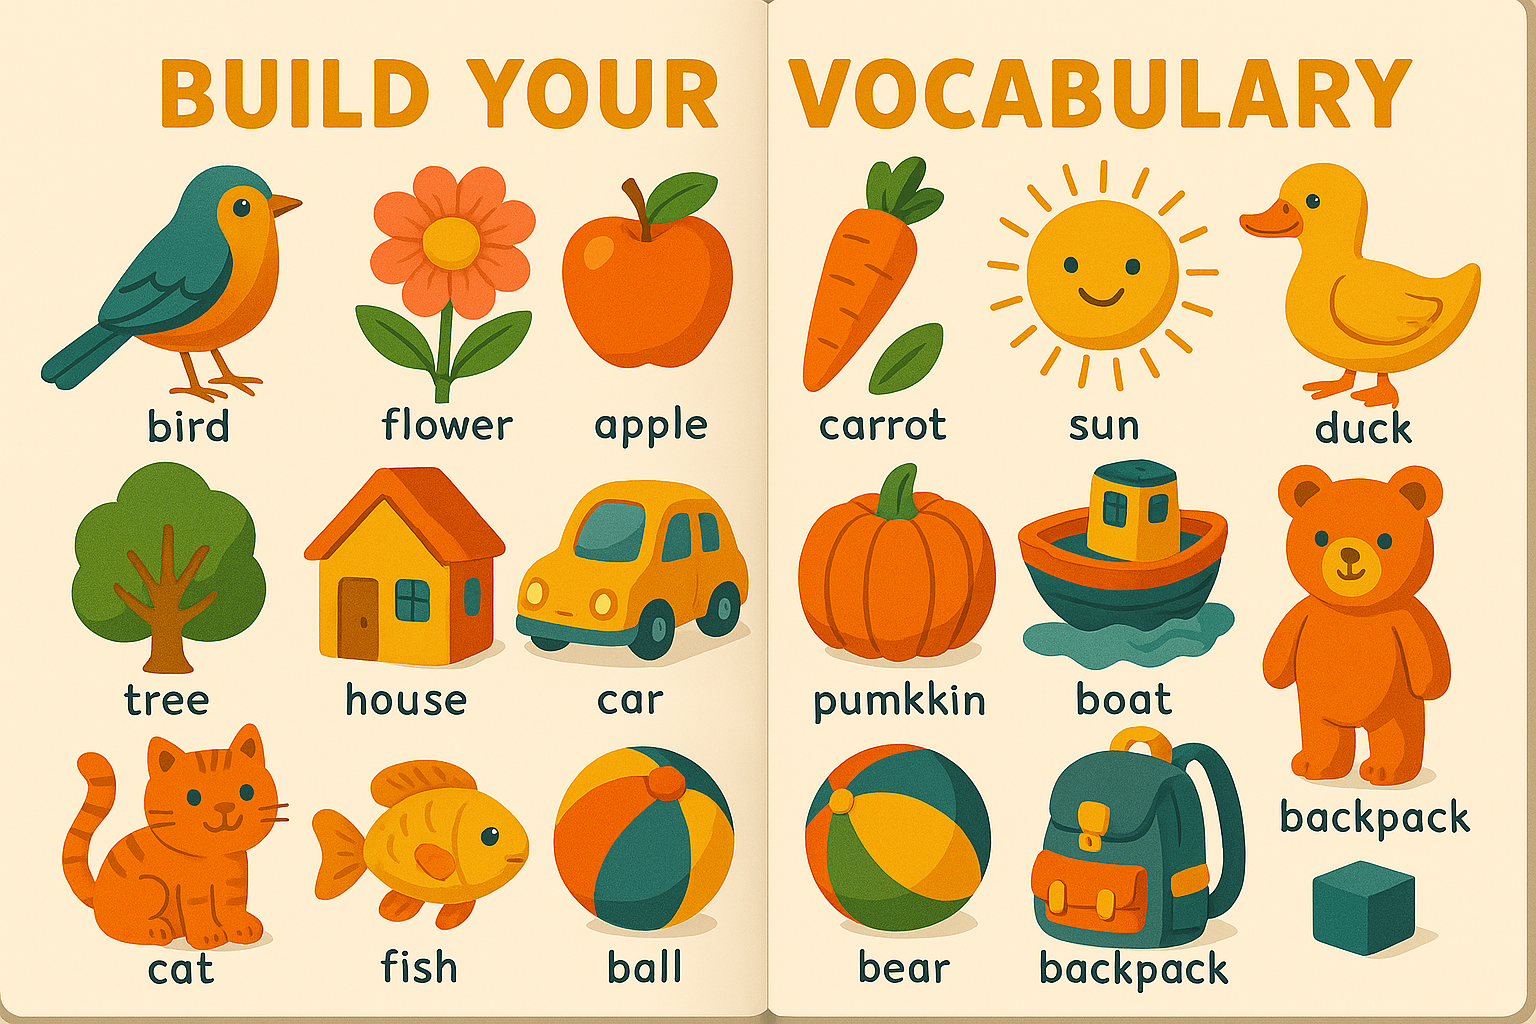 BUILD YOUR VOCABULARY
bird flower apple
tree house car
cat fish ball
carrot sun duck
pumkkin boat
backpack
bear backpack